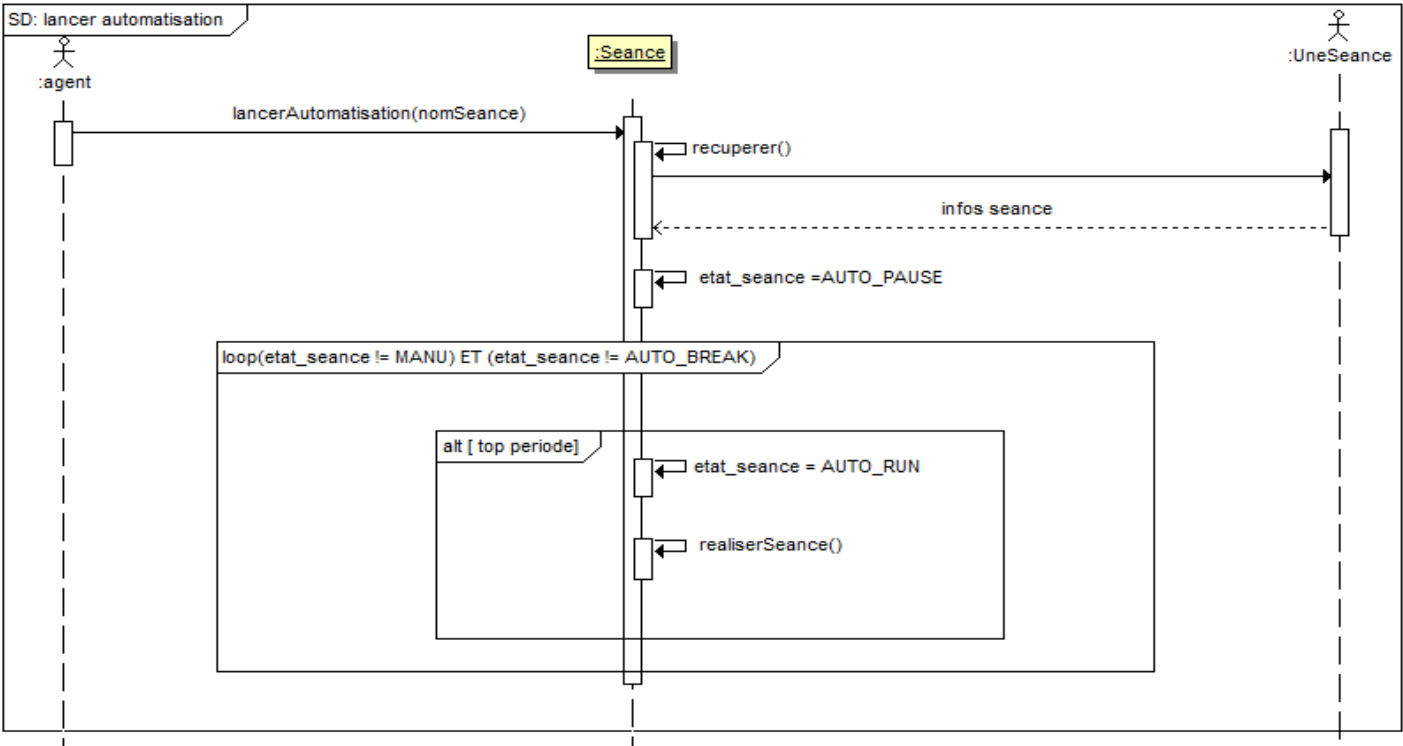 SD: lancer automatisation
:agent
:Seance
:UneSeance
lancerAutomatisation(nomSeance)
recuperer()
infos seance
etat_seance =AUTO_PAUSE
loop(etat_seance != MANU) ET (etat_seance != AUTO_BREAK)
alt [ top periode]
etat_seance = AUTO_RUN
realiserSeance()